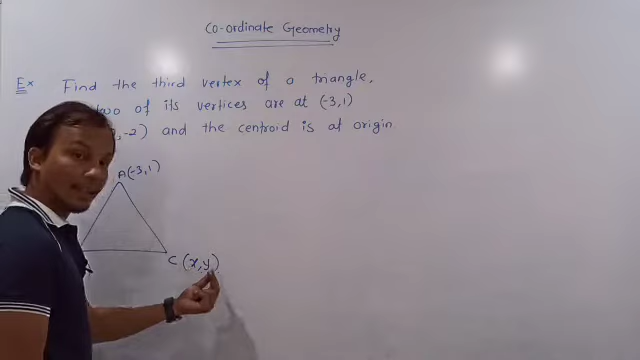 Co-ordinate Geometry
Ex Find the third vertex of a triangle,
two of its vertices are at (-3,1)
, -2) and the centroid is at origin.
A(-3,1)
C (x,y)